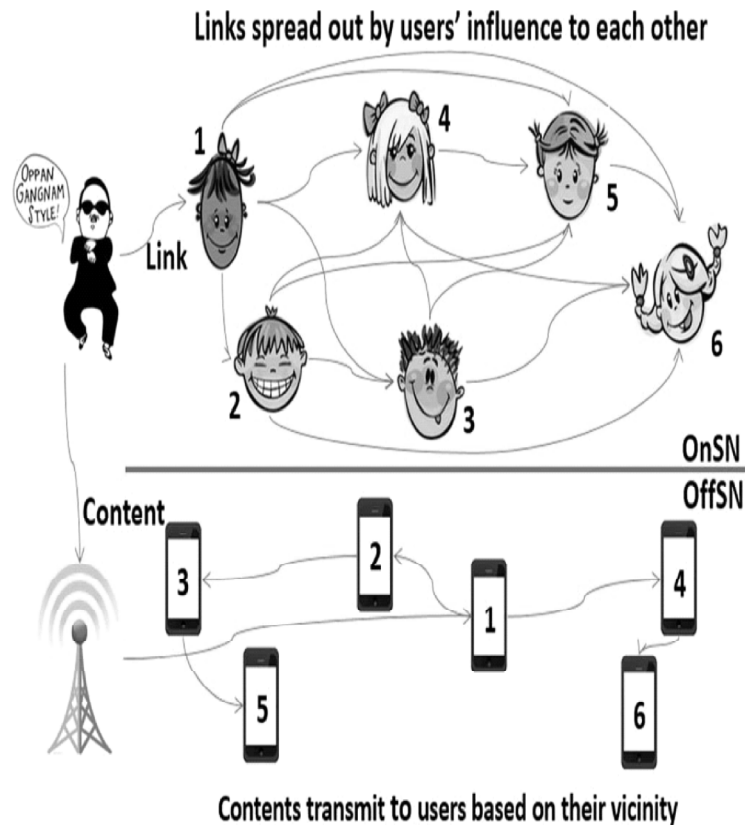 Links spread out by users' influence to each other
OPPAN
GANGNAM
STYLE!
Link
1
4
5
2
3
6
OnSN
OffSN
Content
3
2
1
4
5
6
Contents transmit to users based on their vicinity